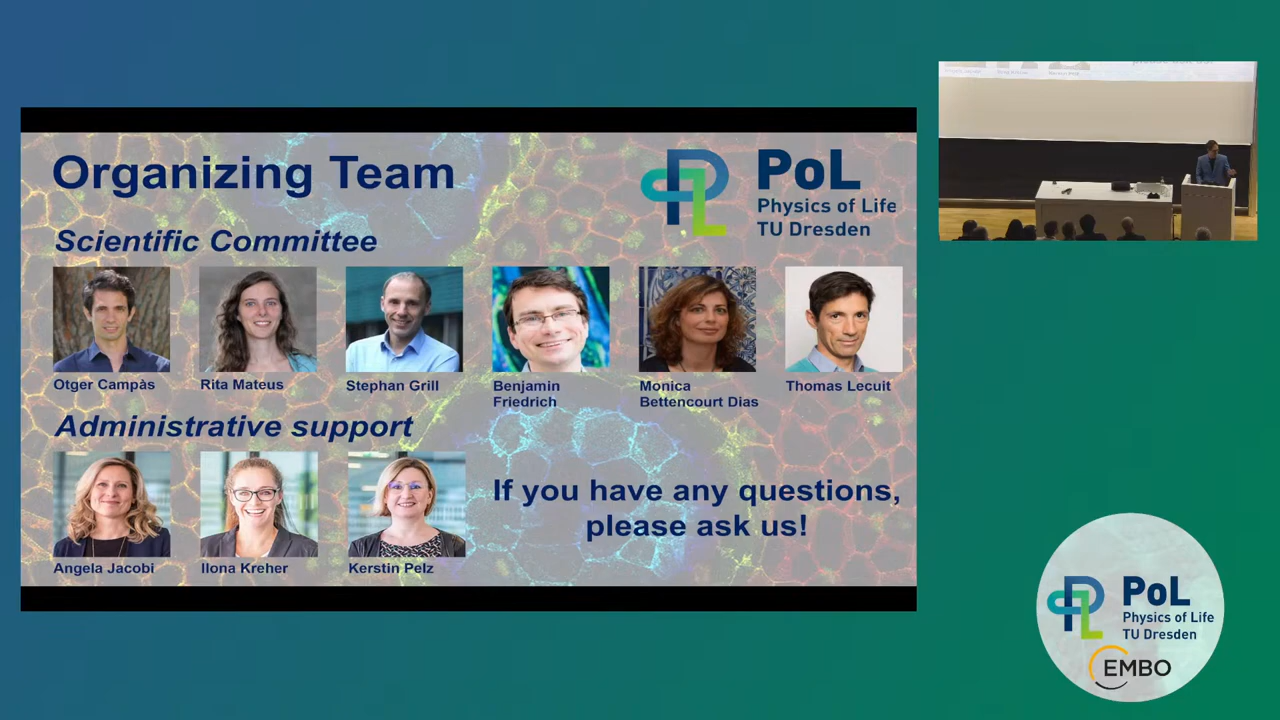 Organizing Team
PoL
Physics of Life
TU Dresden
Scientific Committee
Otger Campàs
Rita Mateus
Stephan Grill
Benjamin
Friedrich
Monica
Bettencourt Dias
Thomas Lecuit
Administrative support
Angela Jacobi
Ilona Kreher
Kerstin Pelz
If you have any questions,
please ask us!
PoL
Physics of Life
TU Dresden
EMBO